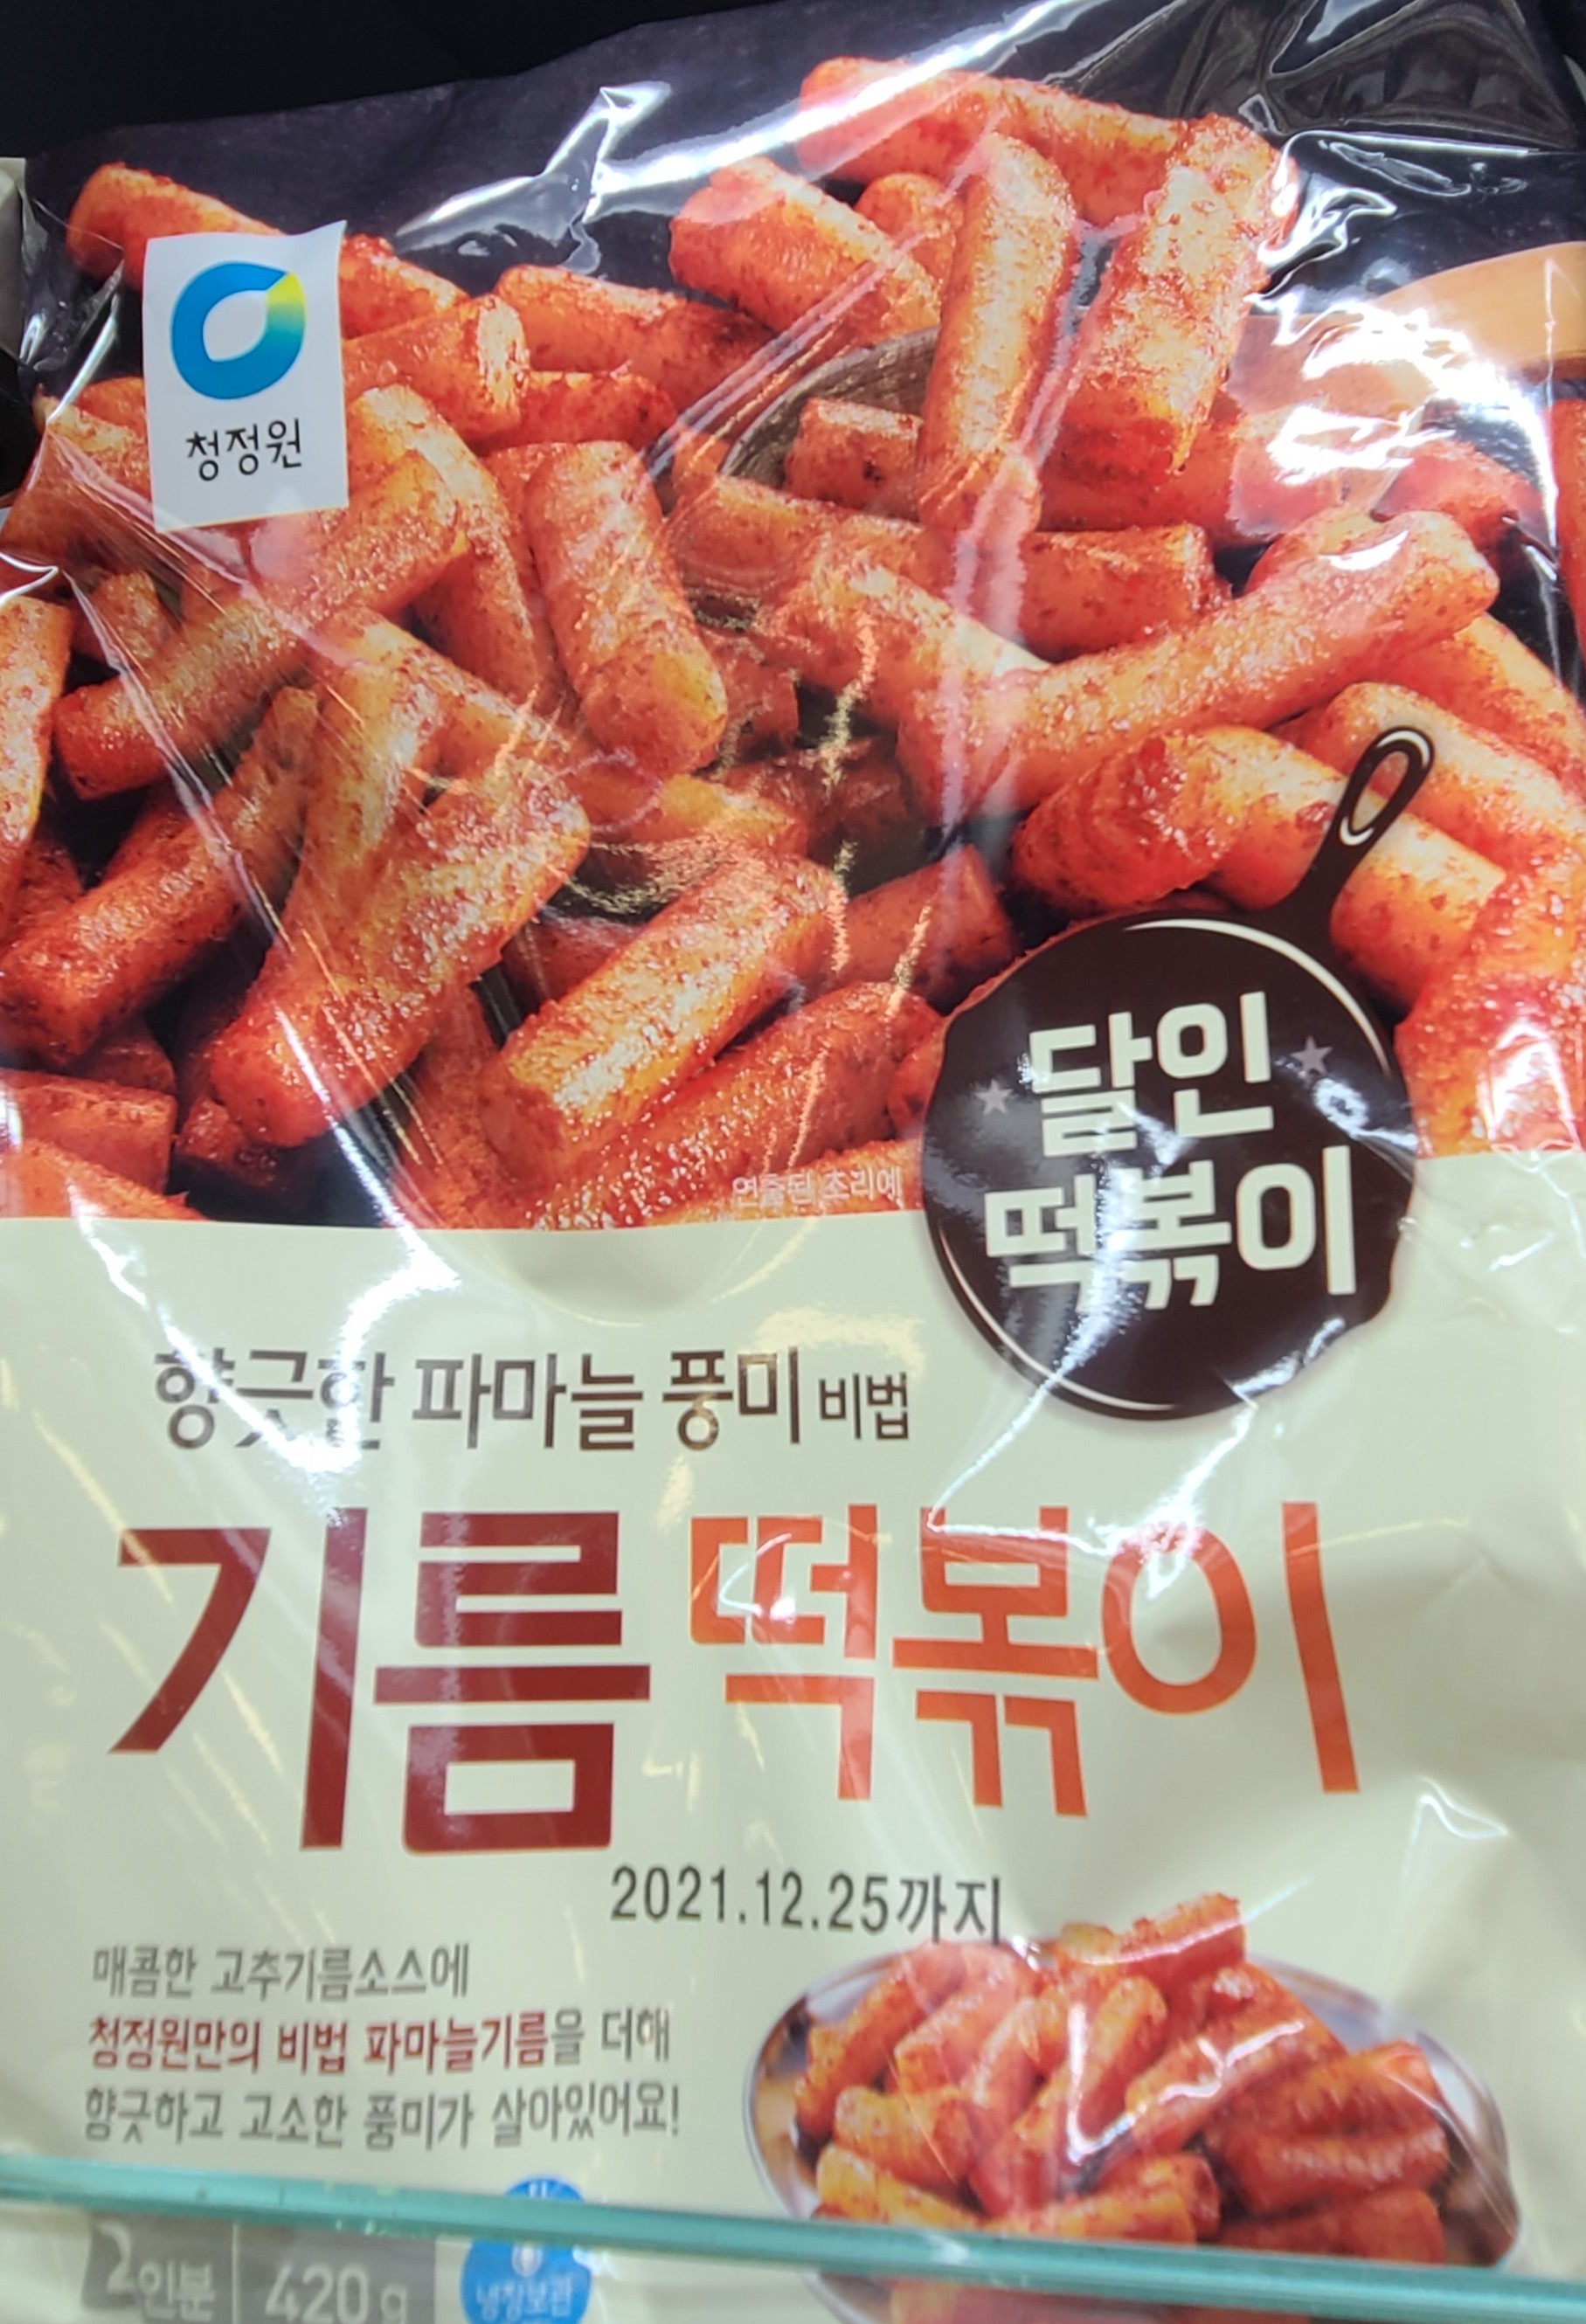 청정원
달인
떡볶이
연출된 조리예
향긋한 파마늘 풍미 비법
기름 떡볶이
2021.12.25까지
매콤한 고추기름소스에
청정원만의 비법 파마늘기름을 더해
향긋하고 고소한 풍미가 살아있어요!
2인분 420g
냉장보관